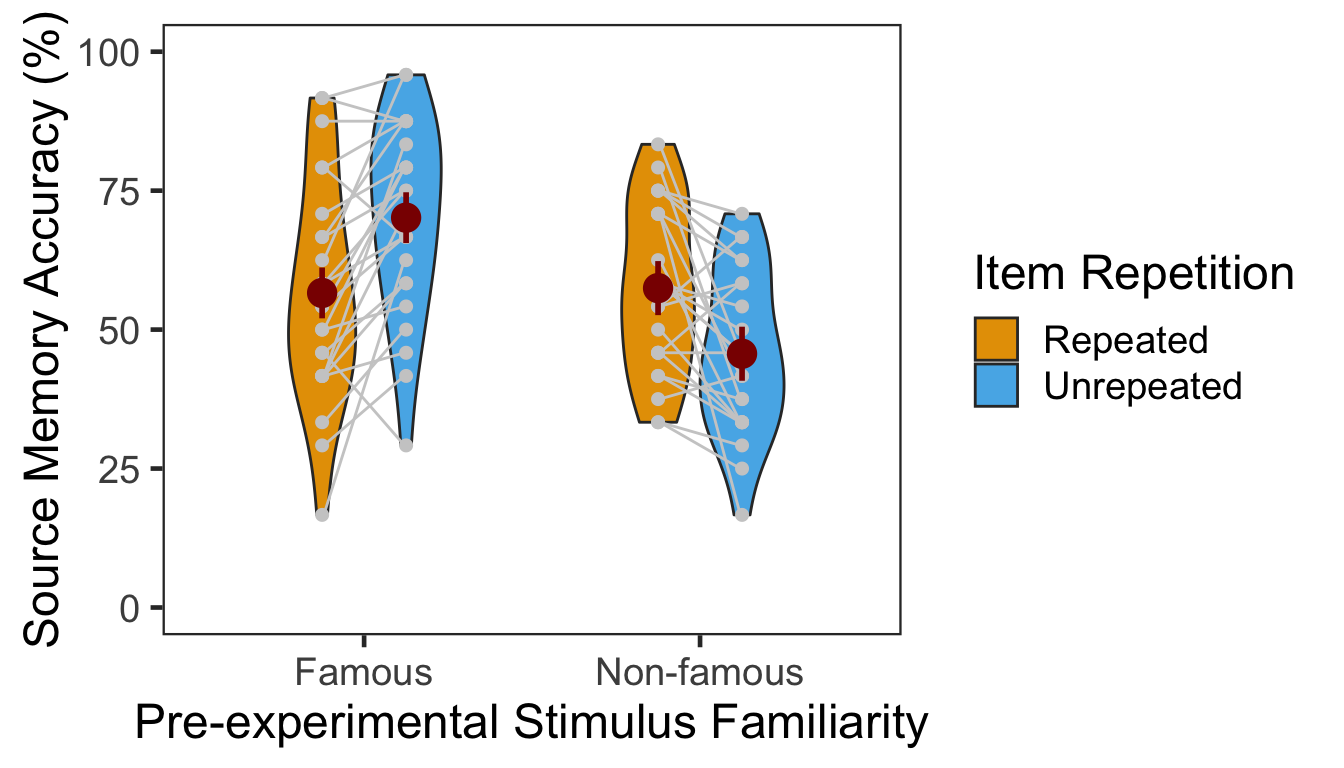 Source Memory Accuracy (%)
100
75
50
25
0
Famous
Non-famous
Pre-experimental Stimulus Familiarity
Item Repetition
Repeated
Unrepeated